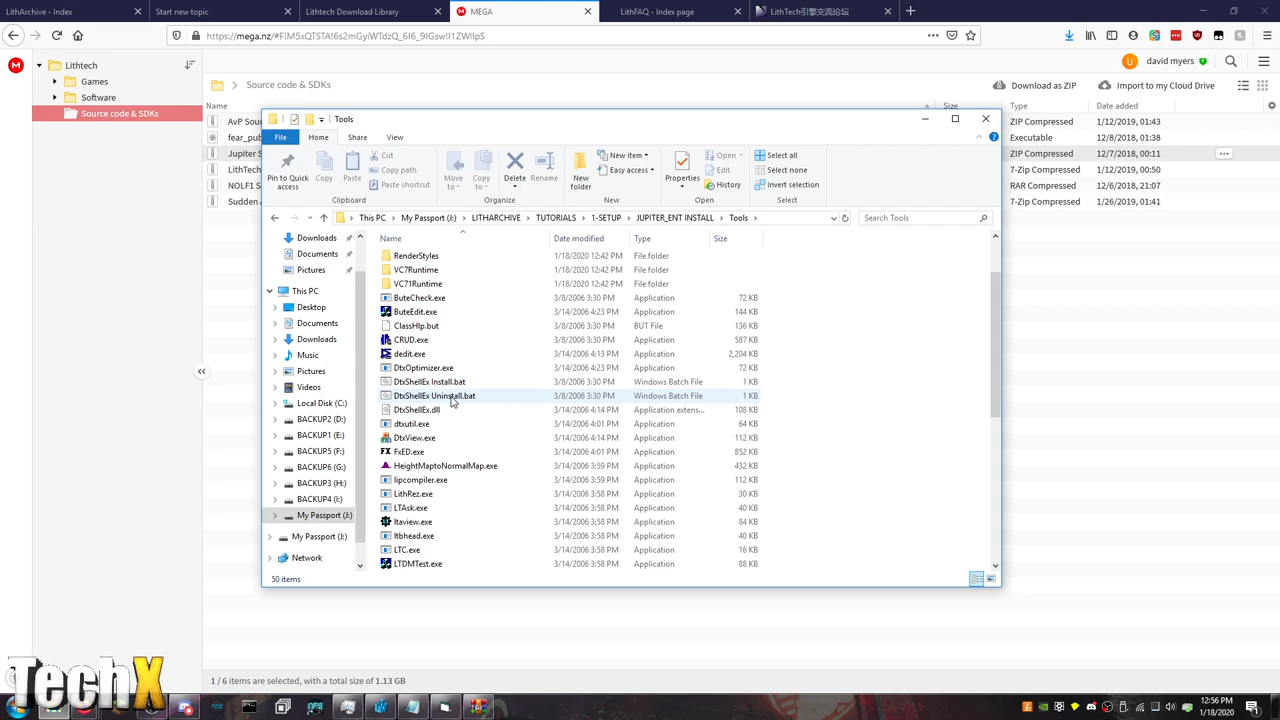 LithArchive - Index
Start new topic
Lithtech Download Library
MEGA
LithFAQ - Index page
LithTech引擎交流论坛
https://mega.nz/#F!M5xQTSTA!6s2mGyiWTdzQ_6I6_9IGsw!I1ZWlIpS
Lithtech
Games
Software
Source code & SDKs
Source code & SDKs
david myers
Download as ZIP
Import to my Cloud Drive
Name
Size
Type
Date added
AvP Sour
ZIP Compressed
1/12/2019, 01:43
fear_publ
Executable
12/8/2018, 01:38
Jupiter S
ZIP Compressed
12/7/2018, 00:11
LithTech
7-Zip Compressed
1/12/2019, 00:50
NOLF1 S
RAR Compressed
12/6/2018, 21:07
Sudden A
7-Zip Compressed
1/26/2019, 01:41
Tools
File
Home
Share
View
Pin to Quick access
Copy
Paste
Cut
Copy path
Paste shortcut
Move to
Copy to
Delete
Rename
New folder
New item
Easy access
Properties
Open
Edit
History
Select all
Select none
Invert selection
Clipboard
Organize
New
Open
Select
This PC > My Passport (J:) > LITHARCHIVE > TUTORIALS > 1-SETUP > JUPITER_ENT INSTALL > Tools >
Search Tools
Downloads
Documents
Pictures
This PC
Desktop
Documents
Downloads
Music
Pictures
Videos
Local Disk (C:)
BACKUP2 (D:)
BACKUP1 (E:)
BACKUP5 (F:)
BACKUP6 (G:)
BACKUP3 (H:)
BACKUP4 (I:)
My Passport (J:)
My Passport (J:)
Network
Name Date modified Type Size
RenderStyles 1/18/2020 12:42 PM File folder
VC7Runtime 1/18/2020 12:42 PM File folder
VC71Runtime 1/18/2020 12:42 PM File folder
ButeCheck.exe 3/8/2006 3:30 PM Application 72 KB
ButeEdit.exe 3/14/2006 4:23 PM Application 144 KB
ClassHlp.but 3/8/2006 3:30 PM BUT File 136 KB
CRUD.exe 3/8/2006 3:30 PM Application 587 KB
dedit.exe 3/14/2006 4:13 PM Application 2,204 KB
DtxOptimizer.exe 3/8/2006 3:30 PM Application 72 KB
DtxShellEx Install.bat 3/8/2006 3:30 PM Windows Batch File 1 KB
DtxShellEx Uninstall.bat 3/8/2006 3:30 PM Windows Batch File 1 KB
DtxShellEx.dll 3/14/2006 4:14 PM Application extens... 108 KB
dtxutil.exe 3/14/2006 4:01 PM Application 64 KB
DtxView.exe 3/14/2006 4:14 PM Application 112 KB
FxED.exe 3/14/2006 4:01 PM Application 852 KB
HeightMaptoNormalMap.exe 3/14/2006 3:59 PM Application 432 KB
lipcompiler.exe 3/14/2006 3:59 PM Application 112 KB
LithRez.exe 3/14/2006 3:58 PM Application 30 KB
LTAsk.exe 3/14/2006 3:58 PM Application 40 KB
ltaview.exe 3/14/2006 3:58 PM Application 84 KB
ltbhead.exe 3/14/2006 3:58 PM Application 40 KB
LTC.exe 3/14/2006 3:58 PM Application 16 KB
LTDMTest.exe 3/14/2006 3:58 PM Application 88 KB
50 items
1 / 6 items are selected, with a total size of 1.13 GB
TechX
12:56 PM
1/18/2020